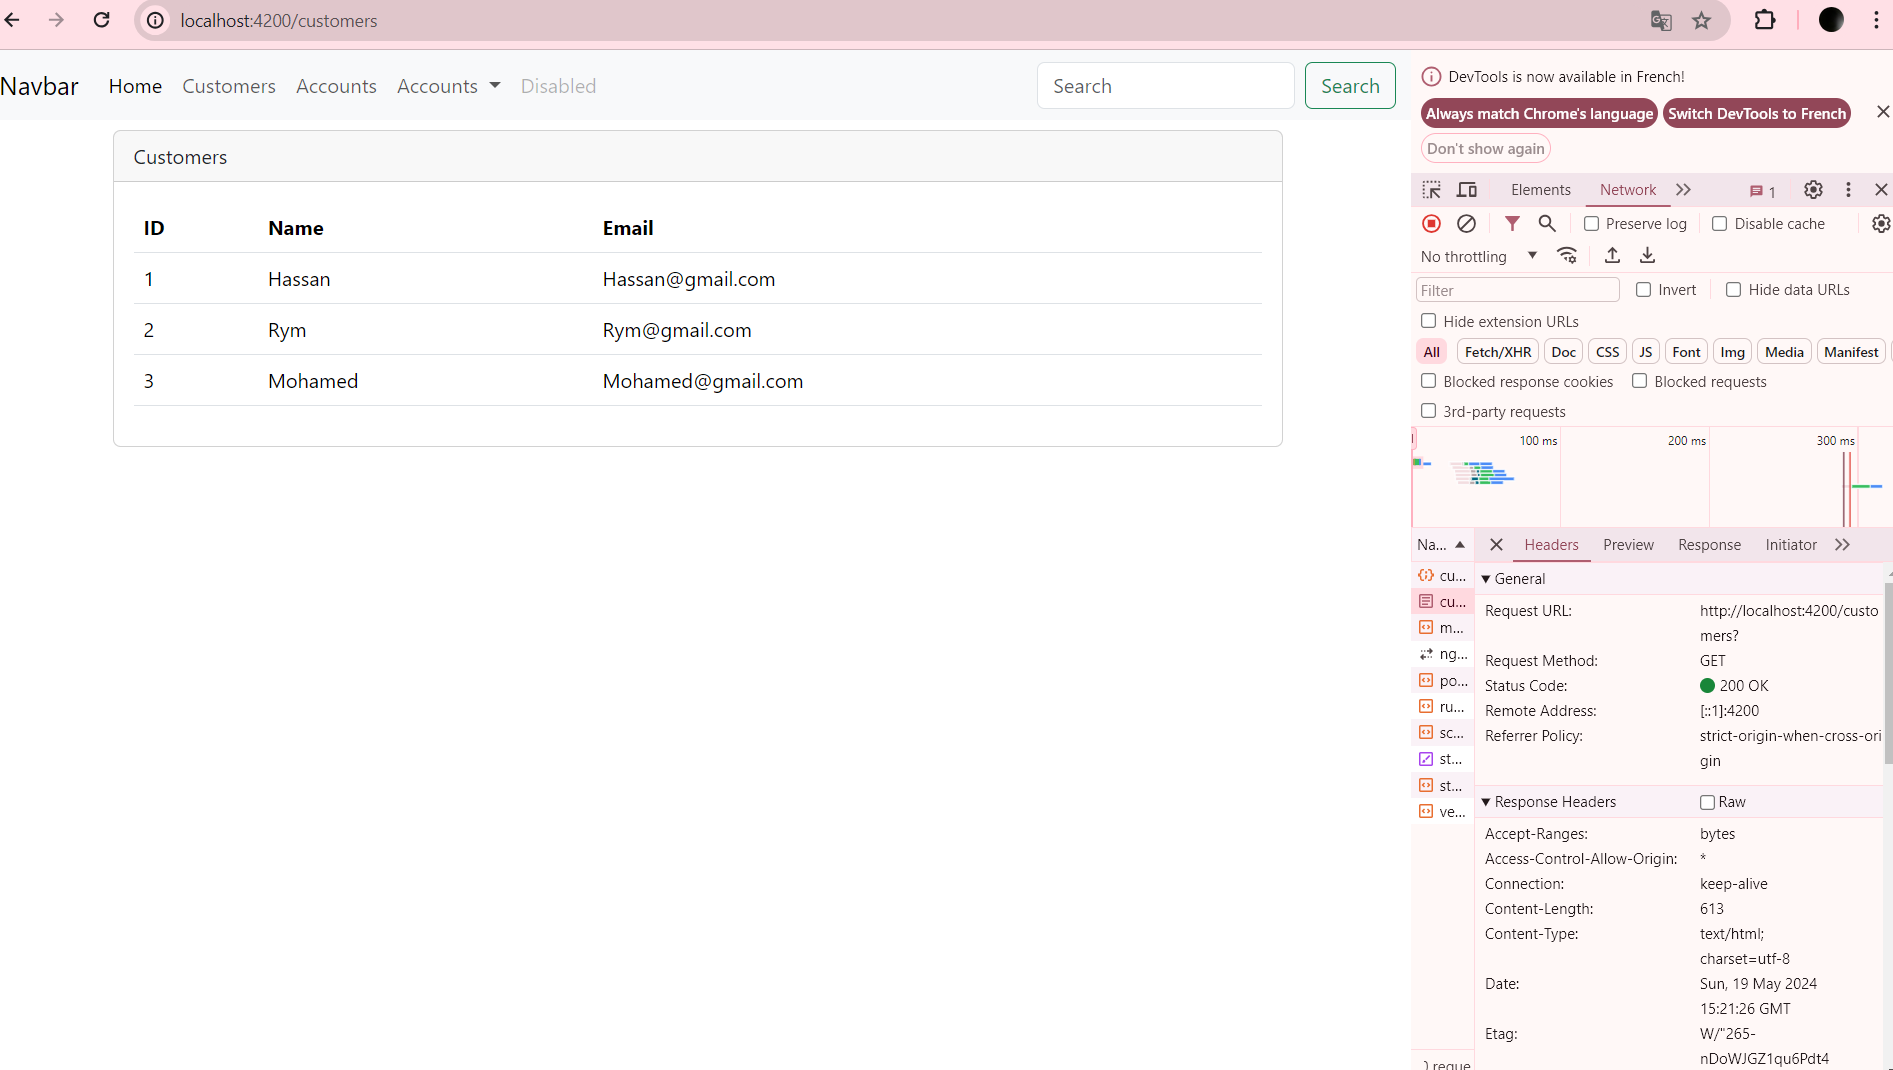 localhost:4200/customers
Navbar Home Customers Accounts Accounts Disabled Search Search
Customers
ID Name Email
1 Hassan Hassan@gmail.com
2 Rym Rym@gmail.com
3 Mohamed Mohamed@gmail.com
DevTools is now available in French!
Always match Chrome's language Switch DevTools to French
Don't show again
Elements Network 1
Preserve log Disable cache
No throttling
Filter Invert Hide data URLs
Hide extension URLs
All Fetch/XHR Doc CSS JS Font Img Media Manifest
Blocked response cookies Blocked requests
3rd-party requests
100 ms 200 ms 300 ms
Na... Headers Preview Response Initiator
cu...
cu...
m...
ng...
po...
ru...
sc...
st...
st...
ve...
General
Request URL: http://localhost:4200/custo
mers?
Request Method: GET
Status Code: 200 OK
Remote Address: [::1]:4200
Referrer Policy: strict-origin-when-cross-ori
gin
Response Headers Raw
Accept-Ranges: bytes
Access-Control-Allow-Origin: *
Connection: keep-alive
Content-Length: 613
Content-Type: text/html;
charset=utf-8
Date: Sun, 19 May 2024
15:21:26 GMT
Etag: W/"265-
nDoWJGZ1qu6Pdt4
reque